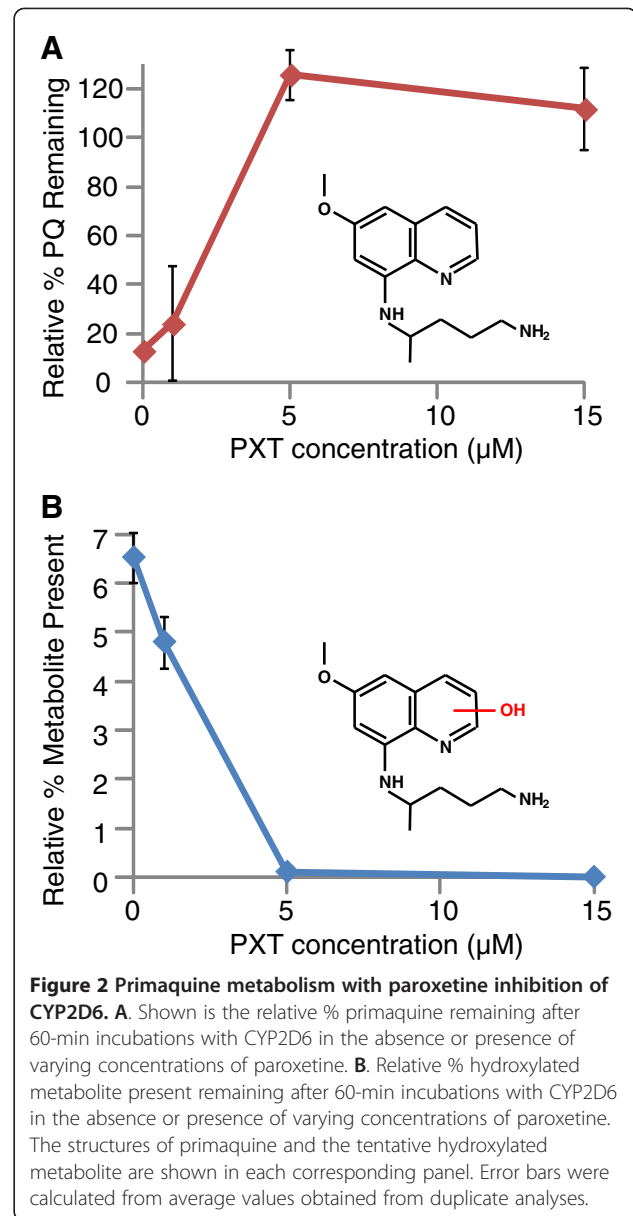 A
Relative % PQ Remaining
120
100
80
60
40
20
0
O
N
NH
NH2
0 5 10 15
PXT concentration (µM)
B
Relative % Metabolite Present
7
6
5
4
3
2
1
0
O
OH
N
NH
NH2
0 5 10 15
PXT concentration (µM)
Figure 2 Primaquine metabolism with paroxetine inhibition of
CYP2D6. A. Shown is the relative % primaquine remaining after
60-min incubations with CYP2D6 in the absence or presence of
varying concentrations of paroxetine. B. Relative % hydroxylated
metabolite present remaining after 60-min incubations with CYP2D6
in the absence or presence of varying concentrations of paroxetine.
The structures of primaquine and the tentative hydroxylated
metabolite are shown in each corresponding panel. Error bars were
calculated from average values obtained from duplicate analyses.